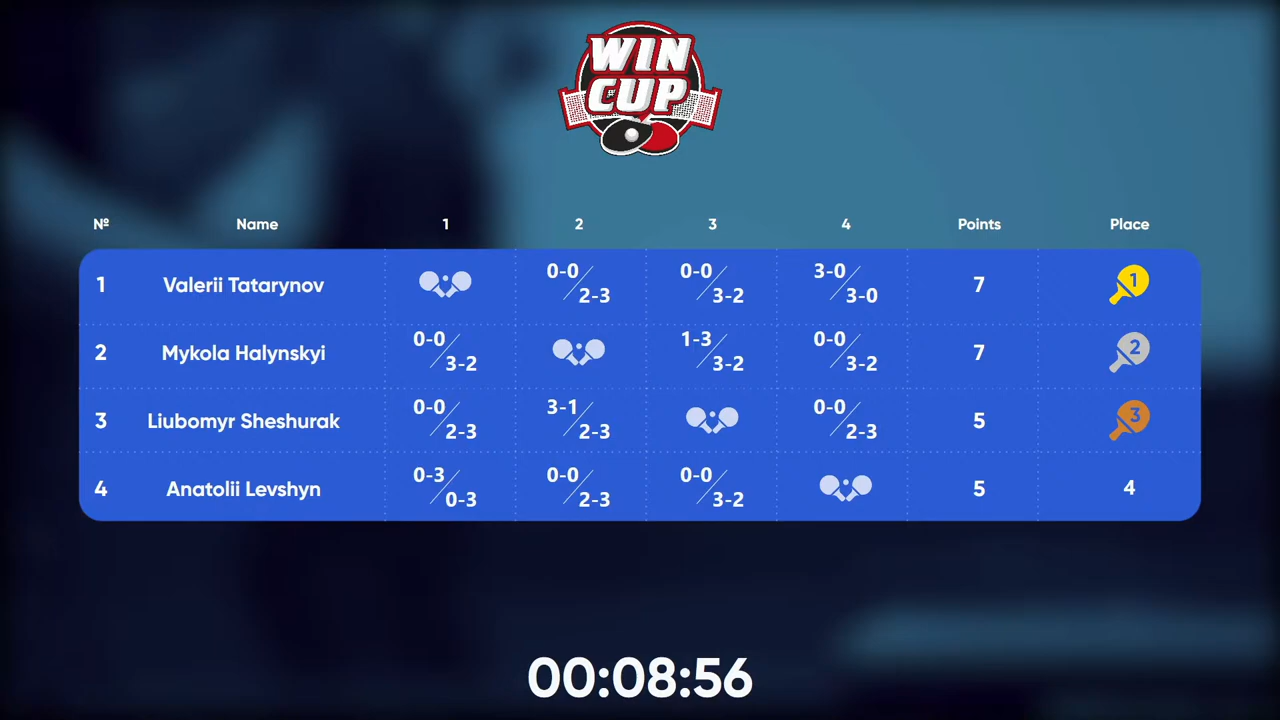 WIN
CUP
№ Name 1 2 3 4 Points Place
1 Valerii Tatarynov 0-0/2-3 0-0/3-2 3-0/3-0 7 1
2 Mykola Halynskyi 0-0/3-2 1-3/3-2 0-0/3-2 7 2
3 Liubomyr Sheshurak 0-0/2-3 3-1/2-3 0-0/2-3 5 3
4 Anatolii Levshyn 0-3/0-3 0-0/2-3 0-0/3-2 5 4
00:08:56